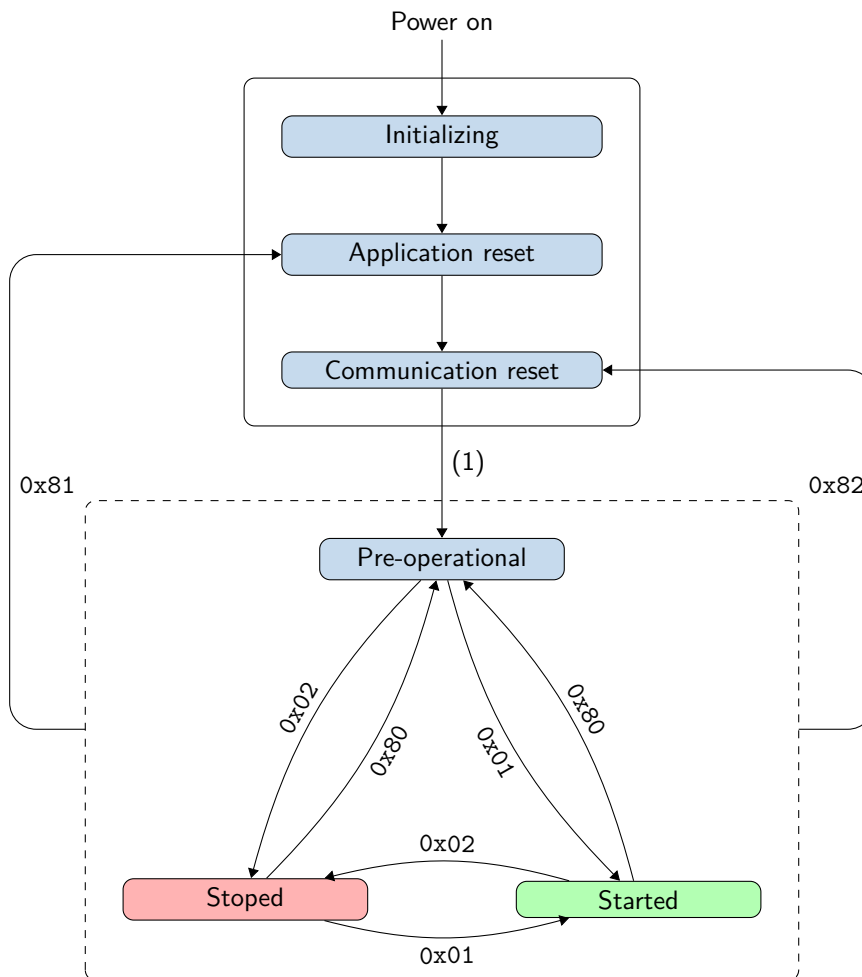 Power on
Initializing
Application reset
Communication reset
(1)
0x81
0x82
Pre-operational
0x02
0x80
0x01
0x80
0x02
Stoped
Started
0x01